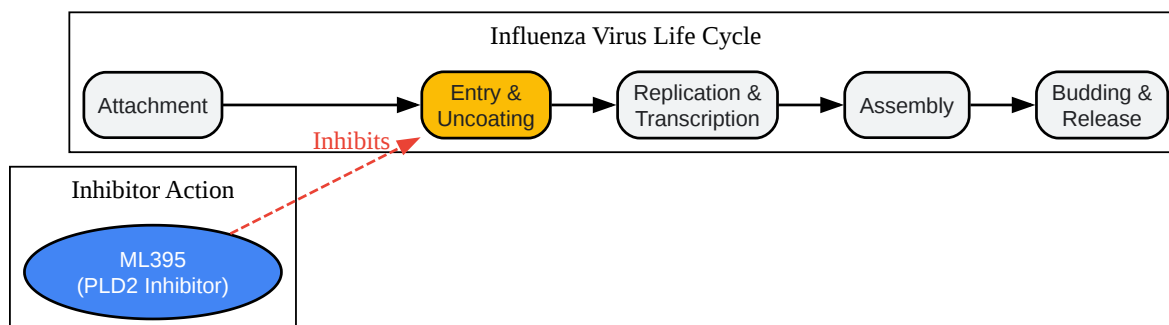 Influenza Virus Life Cycle
Attachment
Entry &
Uncoating
Replication &
Transcription
Assembly
Budding &
Release
Inhibits
Inhibitor Action
ML395
(PLD2 Inhibitor)